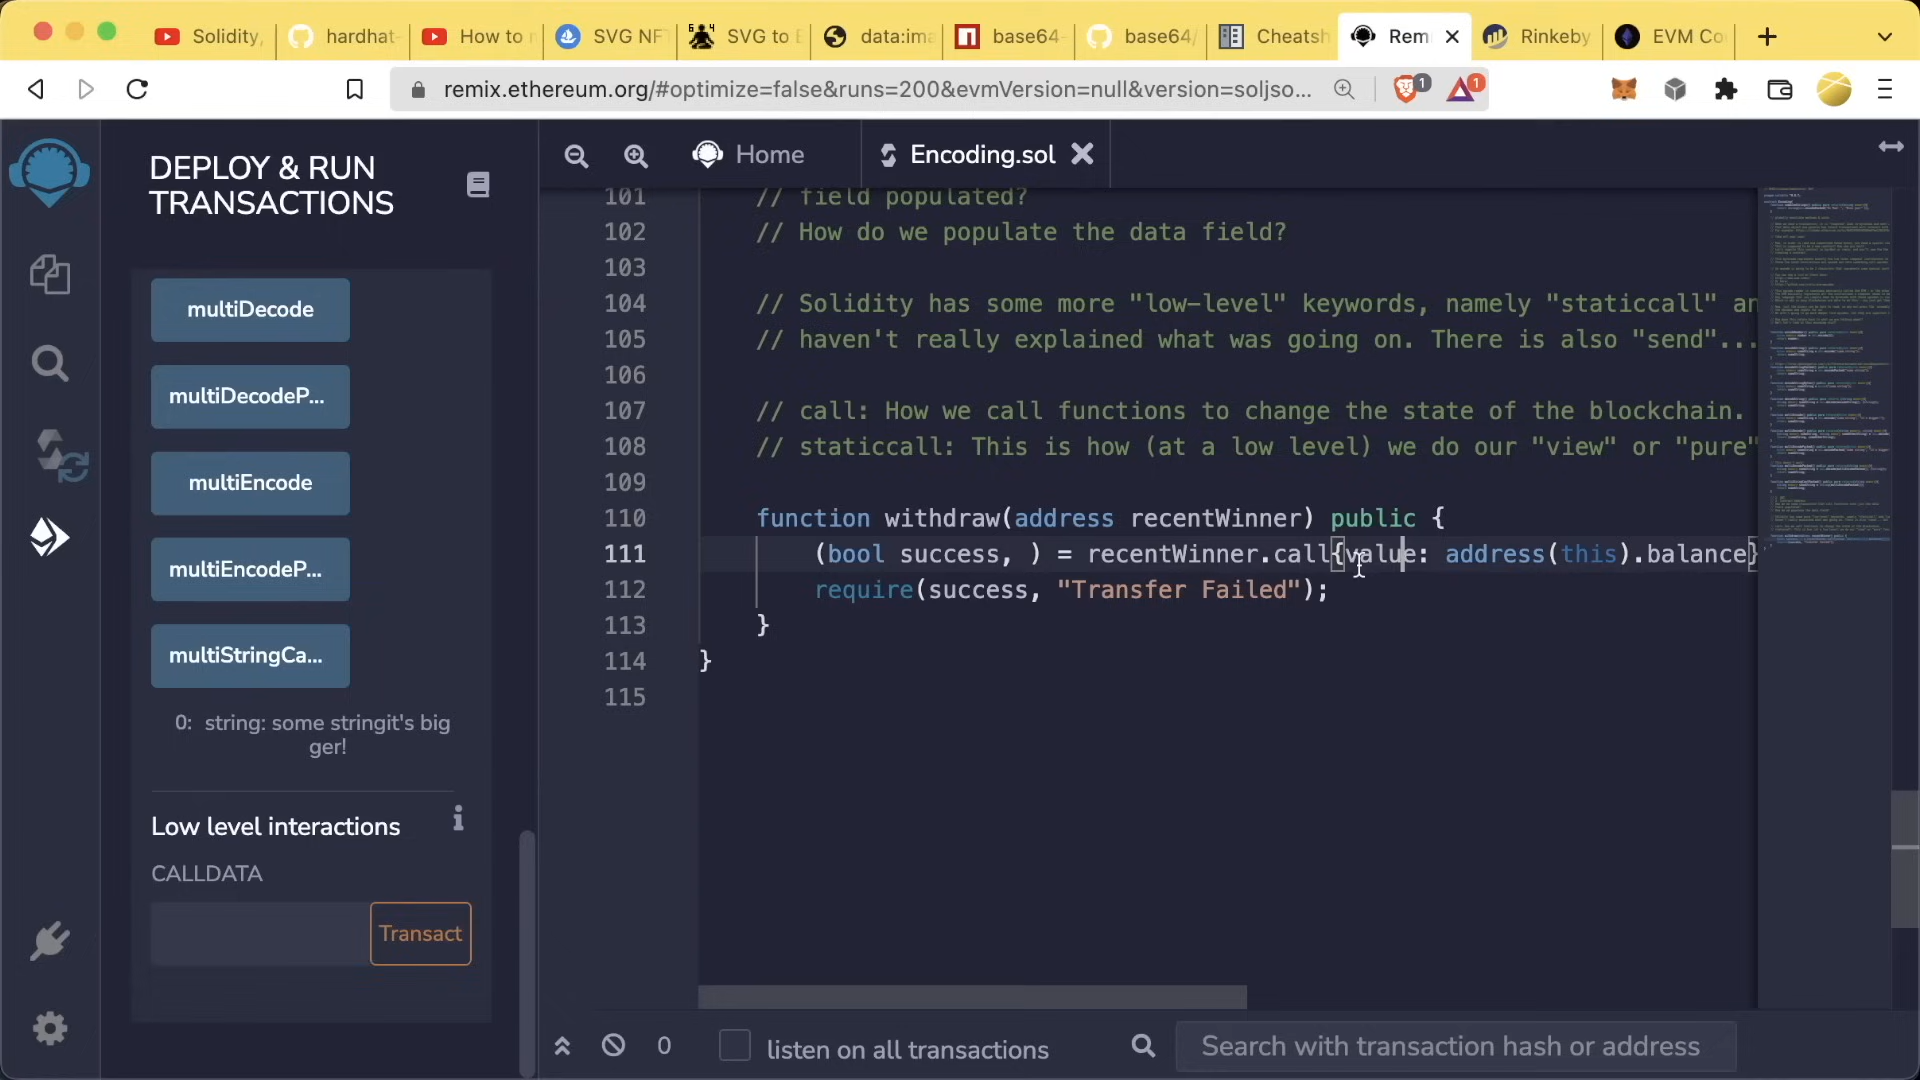 Solidity,
hardhat-
How to m
SVG NF
SVG to
data:ima
base64-
base64/
Cheatsh
Rem
Rinkeby
EVM Co
remix.ethereum.org/#optimize=false&runs=200&evmVersion=null&version=soljso...
1
1
DEPLOY & RUN
TRANSACTIONS
Home
Encoding.sol
multiDecode
multiDecodeP...
multiEncode
multiEncodeP...
multiStringCa...
0: string: some stringit's big
ger!
Low level interactions
CALLDATA
Transact
101 // field populated?
102 // How do we populate the data field?
103
104 // Solidity has some more "low-level" keywords, namely "staticcall" an
105 // haven't really explained what was going on. There is also "send"...
106
107 // call: How we call functions to change the state of the blockchain.
108 // staticcall: This is how (at a low level) we do our "view" or "pure"
109
110 function withdraw(address recentWinner) public {
111 (bool success, ) = recentWinner.call{value: address(this).balance}
112 require(success, "Transfer Failed");
113 }
114 }
115
0
listen on all transactions
Search with transaction hash or address